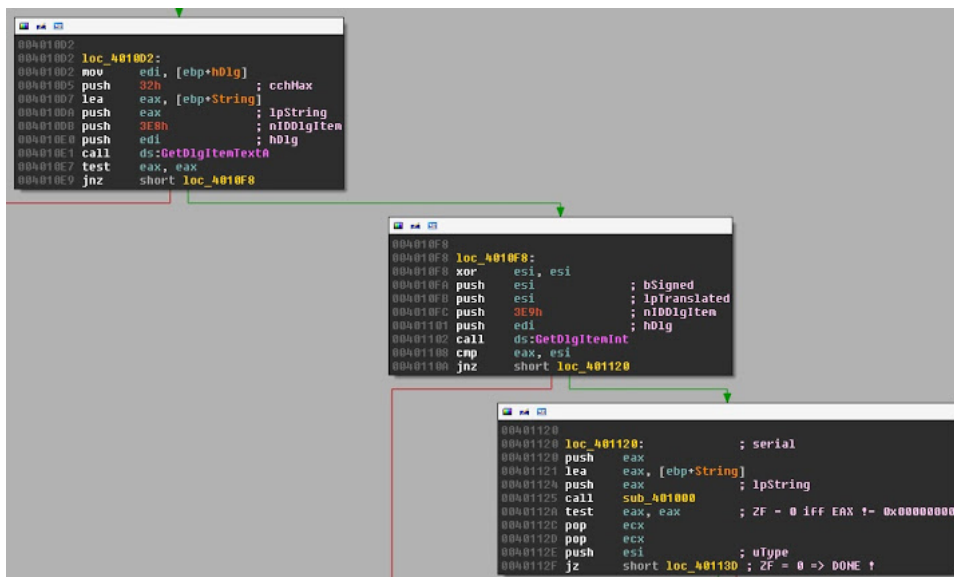 004010D2
004010D2 loc_4010D2:
004010D2 mov edi, [ebp+hDlg]
004010D5 push 32h ; cchMax
004010D7 lea eax, [ebp+String]
004010DA push eax ; lpString
004010DB push 3E8h ; nIDDlgItem
004010E0 push edi ; hDlg
004010E1 call ds:GetDlgItemTextA
004010E7 test eax, eax
004010E9 jnz short loc_4010F8
004010F8
004010F8 loc_4010F8:
004010F8 xor esi, esi
004010FA push esi ; bSigned
004010FB push esi ; lpTranslated
004010FC push 3E9h ; nIDDlgItem
00401101 push edi ; hDlg
00401102 call ds:GetDlgItemInt
00401108 cmp eax, esi
0040110A jnz short loc_401120
00401120
00401120 loc_401120: ; serial
00401120 push eax
00401121 lea eax, [ebp+String]
00401124 push eax ; lpString
00401125 call sub_401000
0040112A test eax, eax ; ZF = 0 iff EAX != 0x00000000
0040112C pop ecx
0040112D pop ecx
0040112E push esi ; uType
0040112F jz short loc_40113D ; ZF = 0 => DONE !